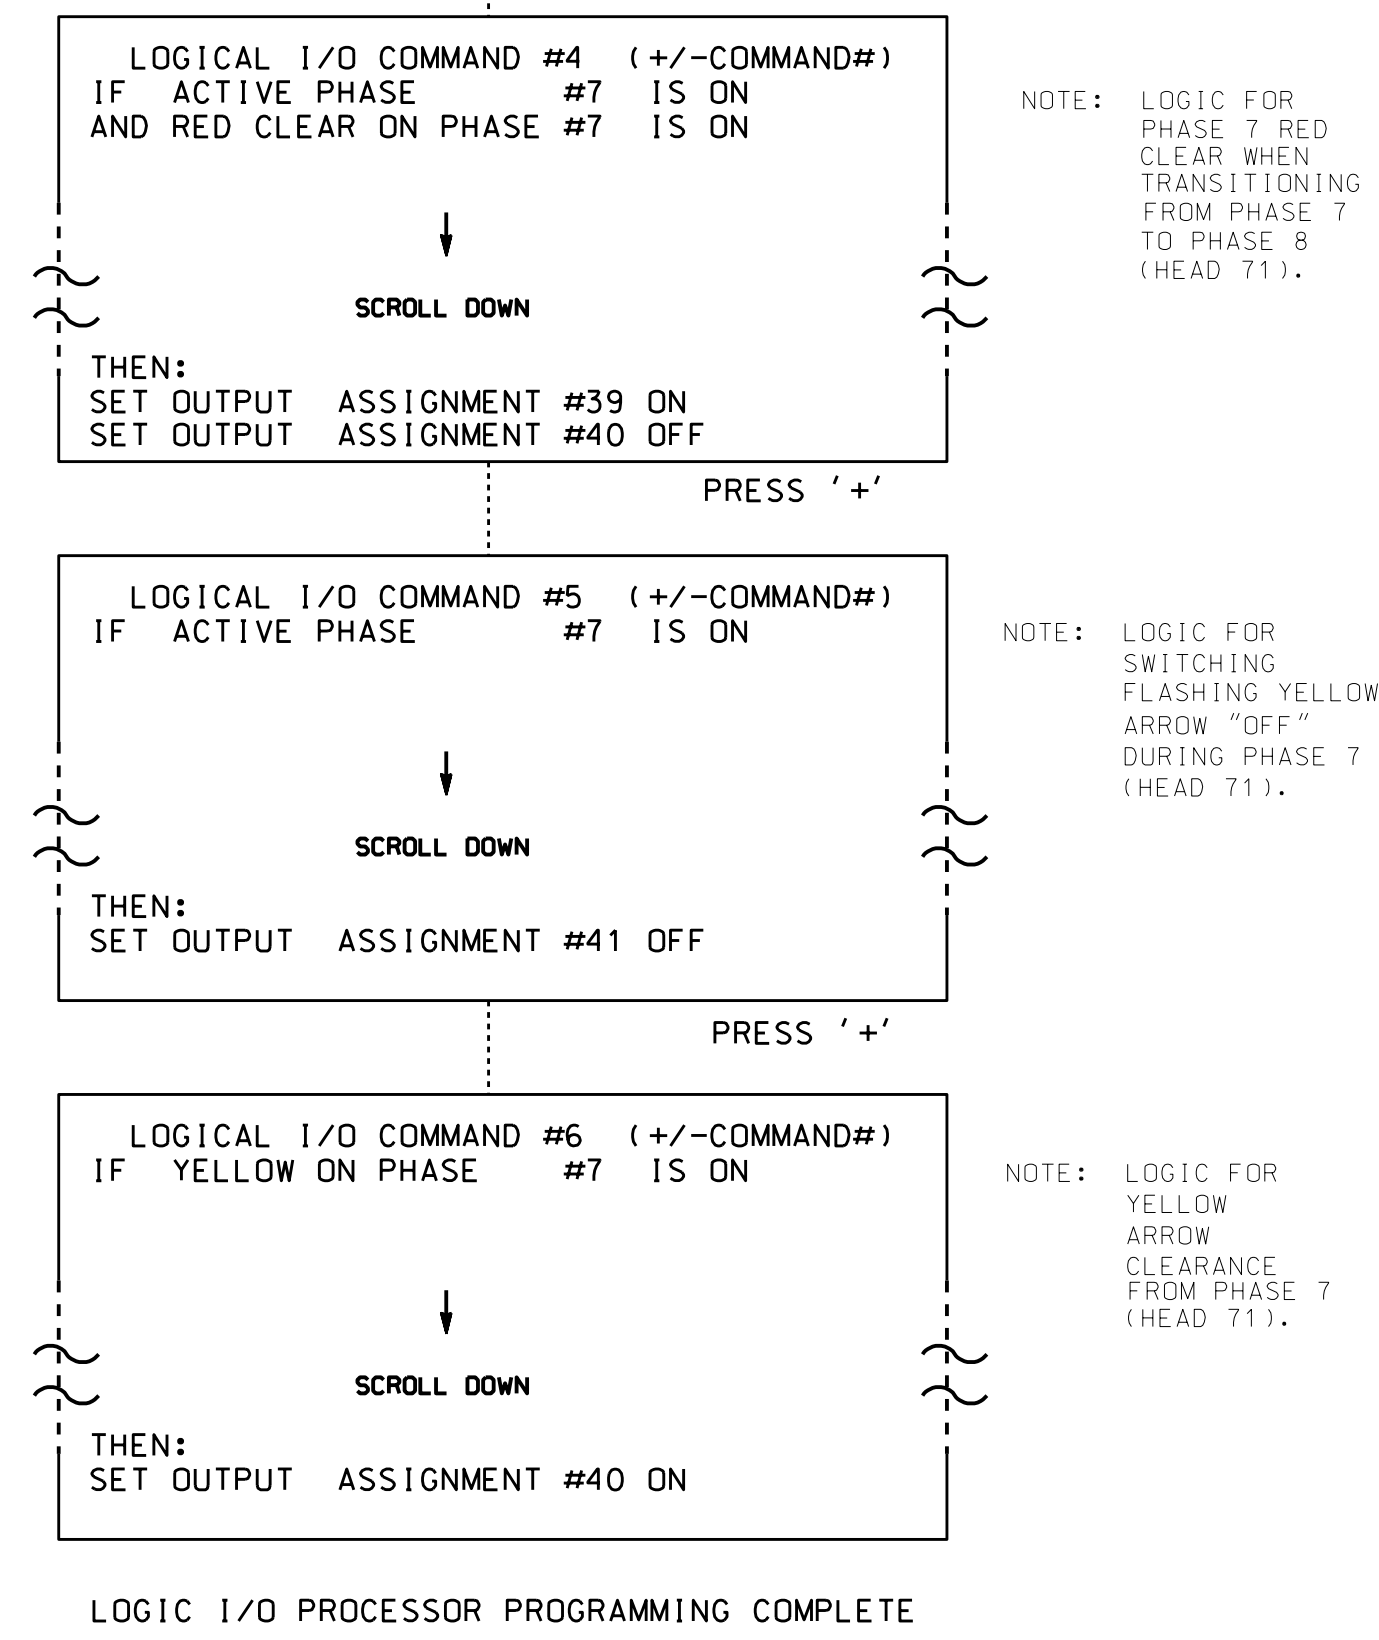 LOGICAL I/O COMMAND #4 (+/-COMMAND#)
IF ACTIVE PHASE #7 IS ON
AND RED CLEAR ON PHASE #7 IS ON
SCROLL DOWN
THEN:
SET OUTPUT ASSIGNMENT #39 ON
SET OUTPUT ASSIGNMENT #40 OFF
NOTE: LOGIC FOR
PHASE 7 RED
CLEAR WHEN
TRANSITIONING
FROM PHASE 7
TO PHASE 8
(HEAD 71).
PRESS '+'
LOGICAL I/O COMMAND #5 (+/-COMMAND#)
IF ACTIVE PHASE #7 IS ON
SCROLL DOWN
THEN:
SET OUTPUT ASSIGNMENT #41 OFF
NOTE: LOGIC FOR
SWITCHING
FLASHING YELLOW
ARROW "OFF"
DURING PHASE 7
(HEAD 71).
PRESS '+'
LOGICAL I/O COMMAND #6 (+/-COMMAND#)
IF YELLOW ON PHASE #7 IS ON
SCROLL DOWN
THEN:
SET OUTPUT ASSIGNMENT #40 ON
NOTE: LOGIC FOR
YELLOW
ARROW
CLEARANCE
FROM PHASE 7
(HEAD 71).
LOGIC I/O PROCESSOR PROGRAMMING COMPLETE